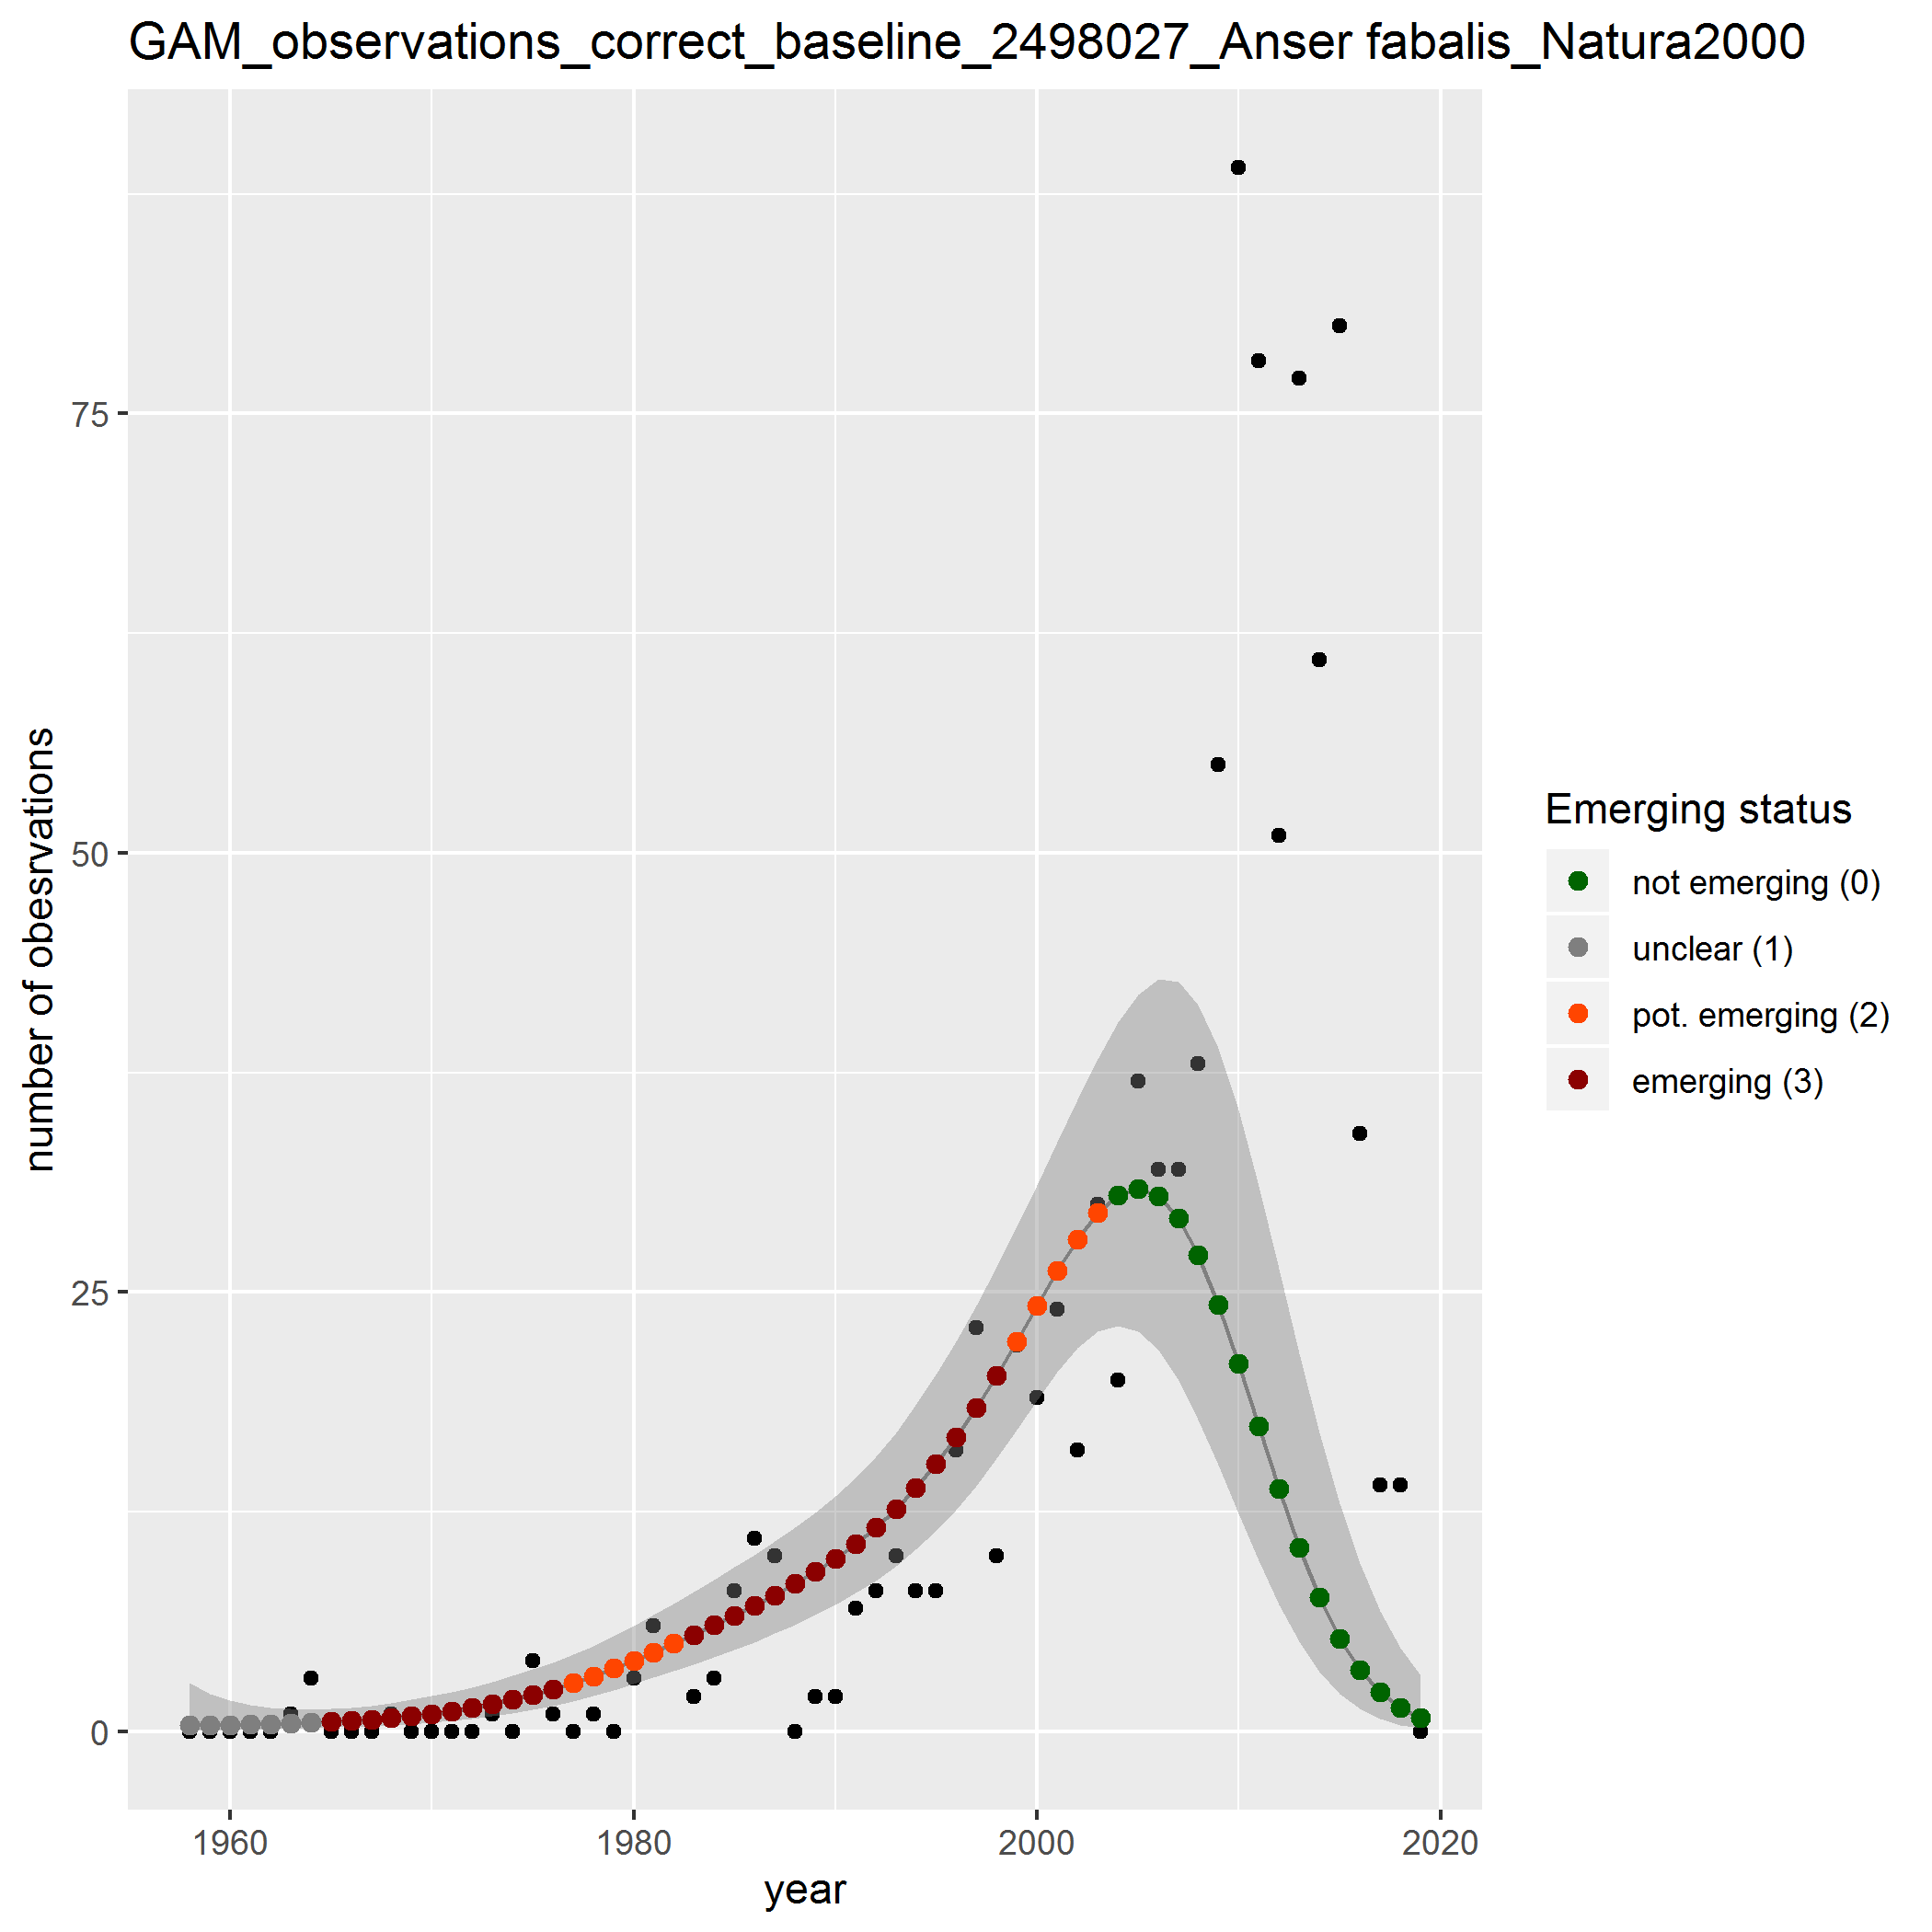 GAM_observations_correct_baseline_2498027_Anser fabalis_Natura2000
number of obesrvations
75
50
25
0
1960
1980
2000
2020
year
Emerging status
not emerging (0)
unclear (1)
pot. emerging (2)
emerging (3)